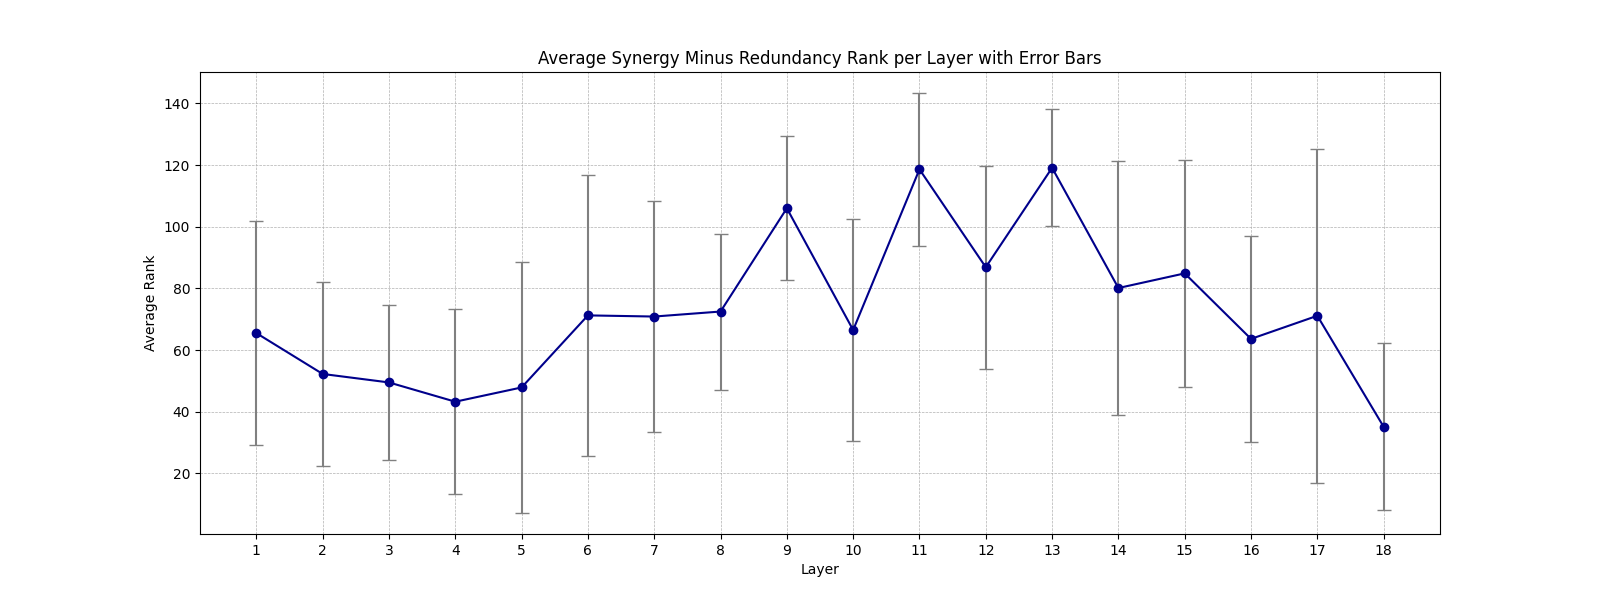 Average Synergy Minus Redundancy Rank per Layer with Error Bars
140
120
100
80
60
40
20
Average Rank
1 2 3 4 5 6 7 8 9 10 11 12 13 14 15 16 17 18
Layer